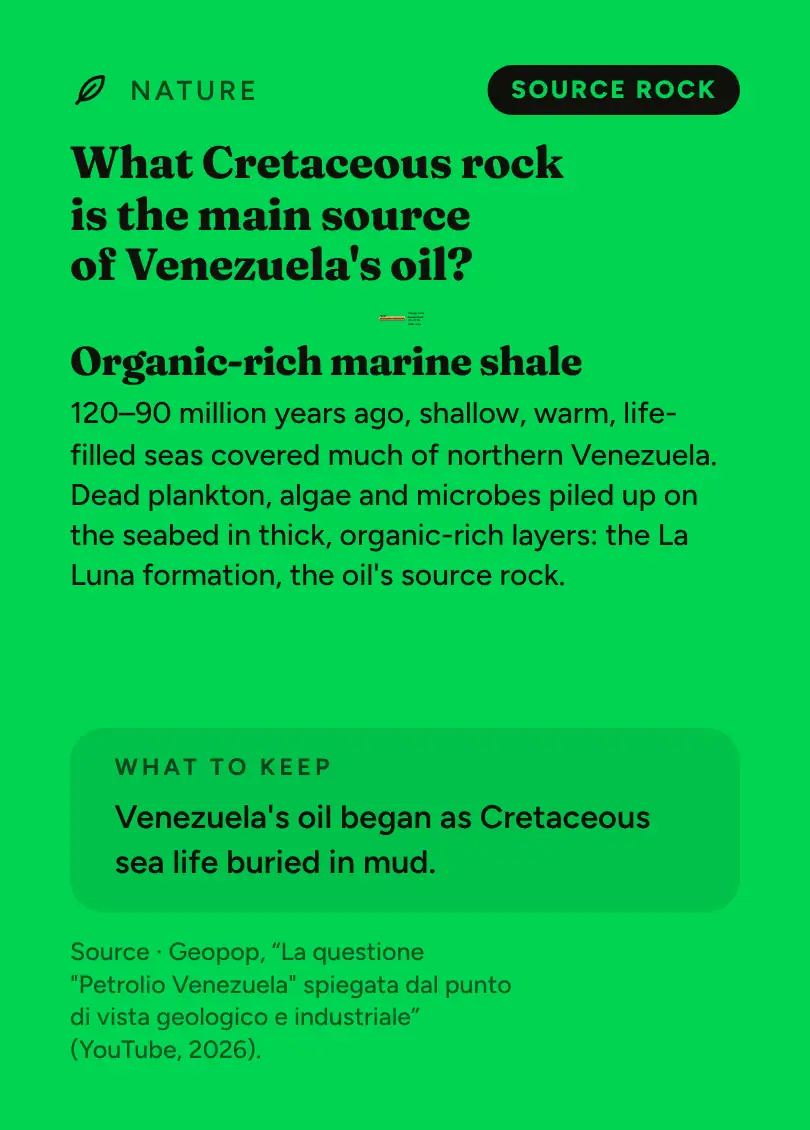 NATURE
SOURCE ROCK
What Cretaceous rock
is the main source
of Venezuela's oil?
Organic-rich marine shale
120–90 million years ago, shallow, warm, life-
filled seas covered much of northern Venezuela.
Dead plankton, algae and microbes piled up on
the seabed in thick, organic-rich layers: the La
Luna formation, the oil's source rock.
WHAT TO KEEP
Venezuela's oil began as Cretaceous
sea life buried in mud.
Source · Geopop, “La questione
"Petrolio Venezuela" spiegata dal punto
di vista geologico e industriale”
(YouTube, 2026).